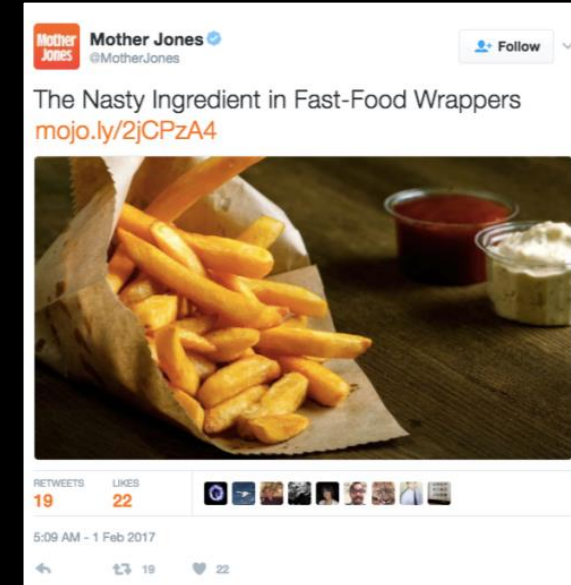 Mother Jones
Mother Jones
@MotherJones
Follow
The Nasty Ingredient in Fast-Food Wrappers
mojo.ly/2jCPzA4
RETWEETS LIKES
19 22
5:09 AM - 1 Feb 2017
19 22